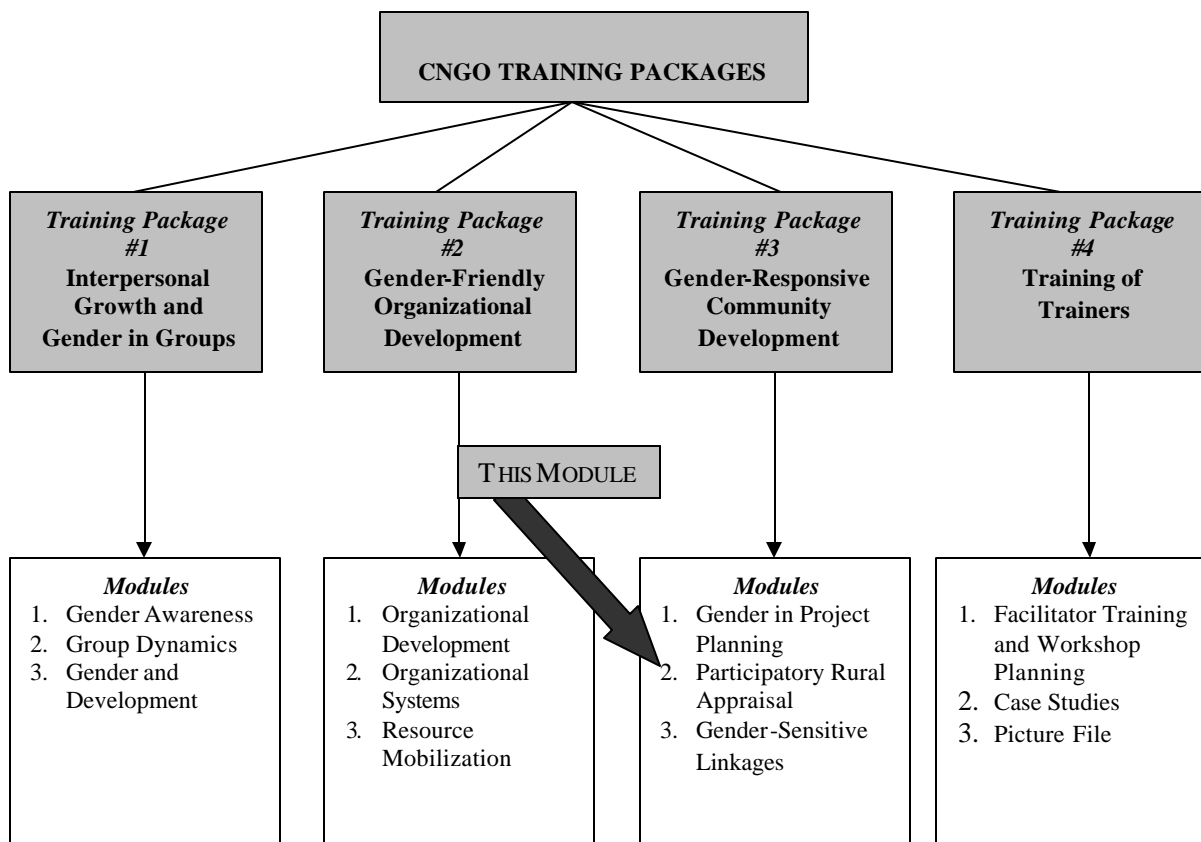 CNGO TRAINING PACKAGES
Training Package
#1
Interpersonal
Growth and
Gender in Groups
Training Package
#2
Gender-Friendly
Organizational
Development
Training Package
#3
Gender-Responsive
Community
Development
Training Package
#4
Training of
Trainers
THIS MODULE
Modules
1. Gender Awareness
2. Group Dynamics
3. Gender and
Development
Modules
1. Organizational
Development
2. Organizational
Systems
3. Resource
Mobilization
Modules
1. Gender in Project
Planning
2. Participatory Rural
Appraisal
3. Gender-Sensitive
Linkages
Modules
1. Facilitator Training
and Workshop
Planning
2. Case Studies
3. Picture File